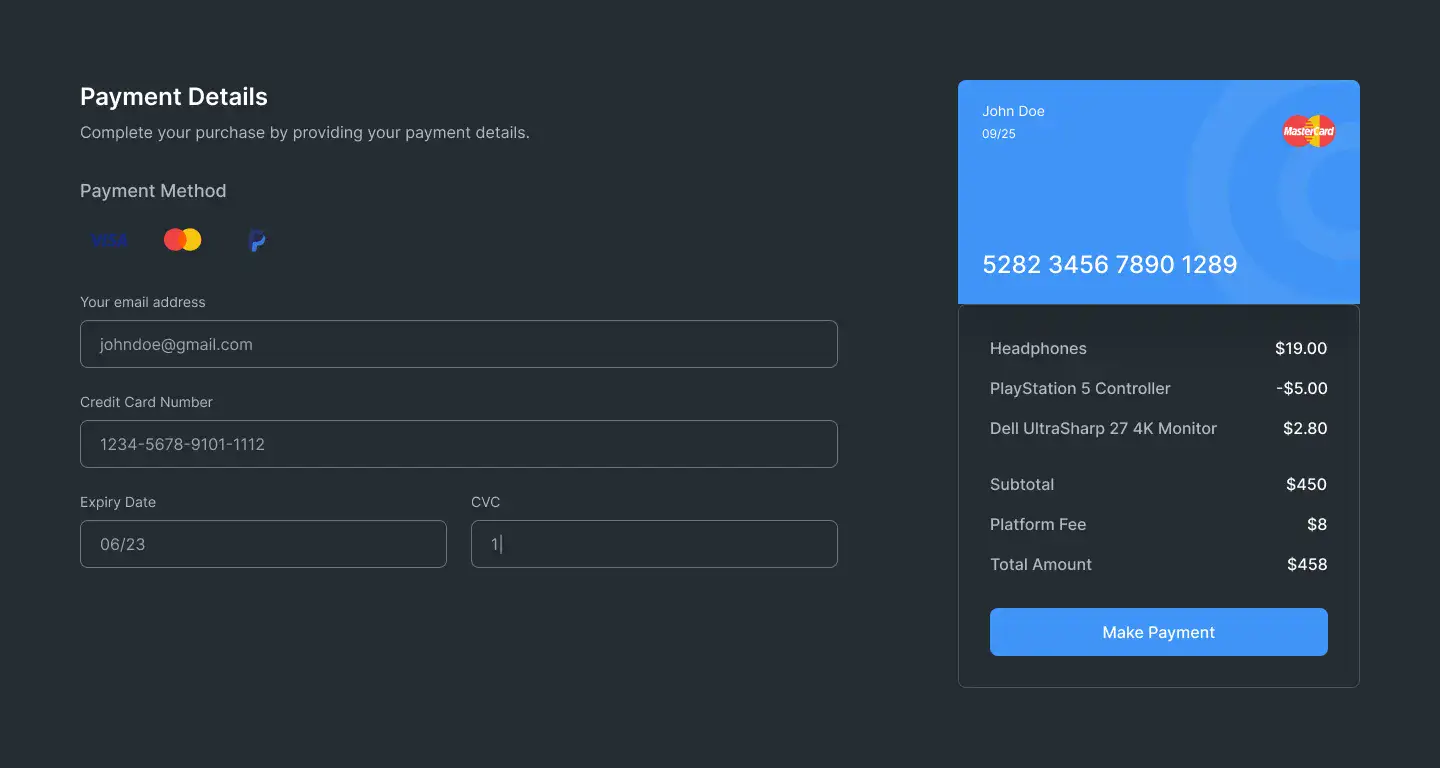 Payment Details
Complete your purchase by providing your payment details.
Payment Method
VISA
Your email address
johndoe@gmail.com
Credit Card Number
1234-5678-9101-1112
Expiry Date
CVC
06/23
1
John Doe
09/25
MasterCard
5282 3456 7890 1289
Headphones $19.00
PlayStation 5 Controller -$5.00
Dell UltraSharp 27 4K Monitor $2.80
Subtotal $450
Platform Fee $8
Total Amount $458
Make Payment